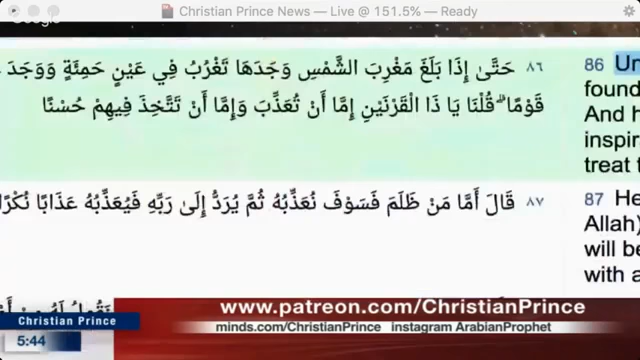 Christian Prince News — Live @ 151.5% — Ready
Google
٨٦ حَتَّىٰ إِذَا بَلَغَ مَغْرِبَ الشَّمْسِ وَجَدَهَا تَغْرُبُ فِي عَيْنٍ حَمِئَةٍ وَوَجَدَ
قَوْمًا ۗ قُلْنَا يَا ذَا الْقَرْنَيْنِ إِمَّا أَنْ تُعَذِّبَ وَإِمَّا أَنْ تَتَّخِذَ فِيهِمْ حُسْنًا
86 Un
found
And h
inspir
treat t
٨٧ قَالَ أَمَّا مَنْ ظَلَمَ فَسَوْفَ نُعَذِّبُهُ ثُمَّ يُرَدُّ إِلَىٰ رَبِّهِ فَيُعَذِّبُهُ عَذَابًا نُكْرًا
87 He
Allah)
will be
with a
www.patreon.com/ChristianPrince
Christian Prince
minds.com/ChristianPrince instagram ArabianProphet
5:44